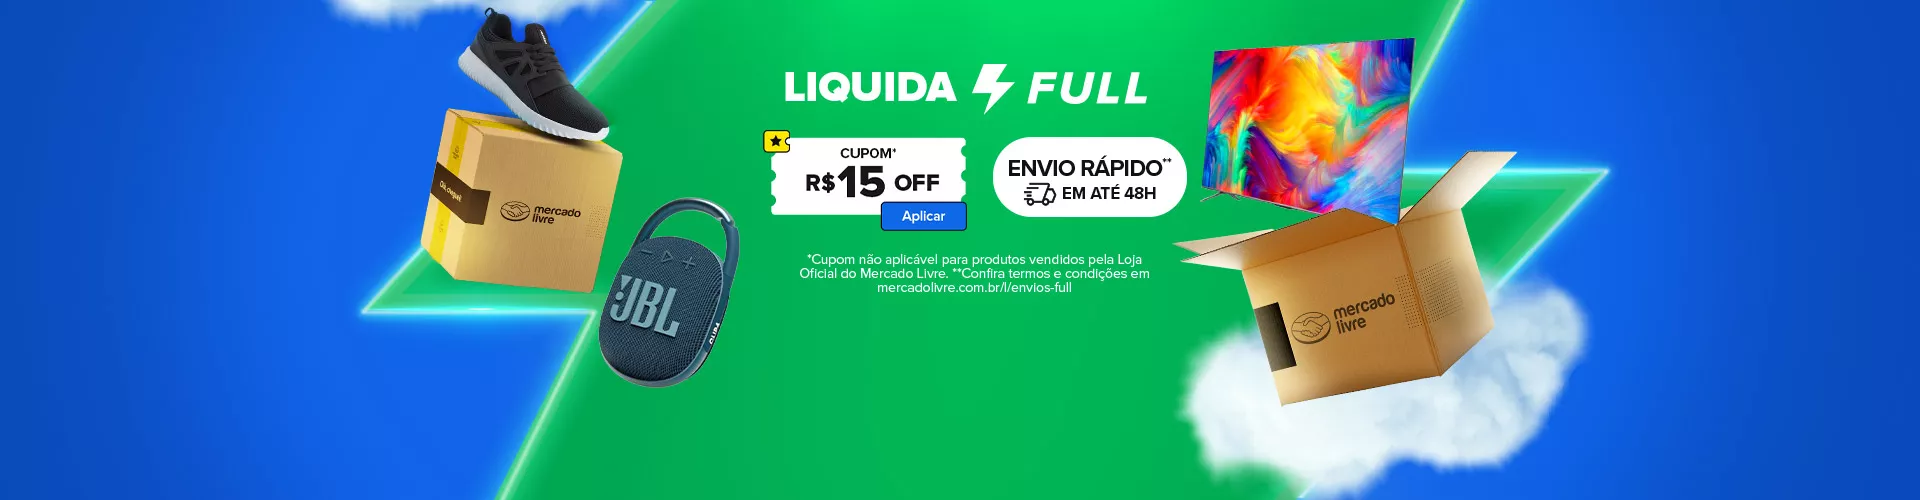 LIQUIDA FULL
CUPOM*
R$15 OFF
Aplicar
ENVIO RÁPIDO**
EM ATÉ 48H
*Cupom não aplicável para produtos vendidos pela Loja
Oficial do Mercado Livre. **Confira termos e condições em
mercadolivre.com.br/l/envios-full
mercado
livre
JBL
mercado
livre